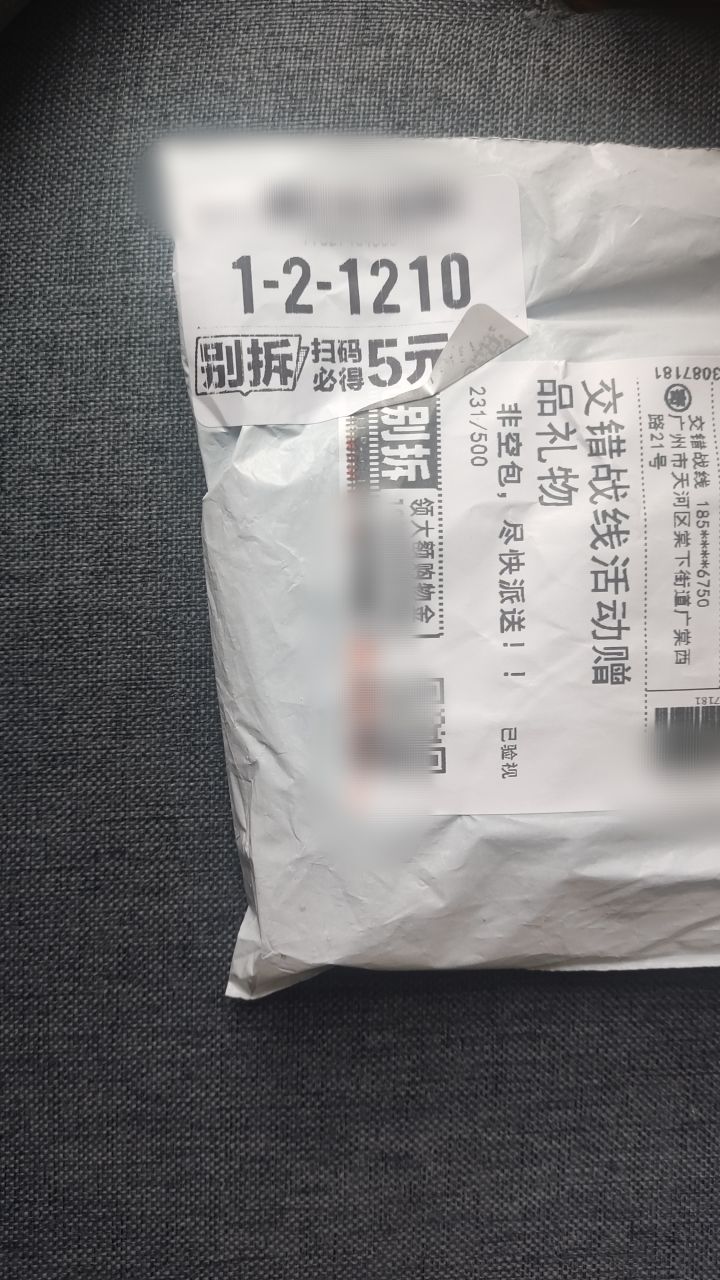 1-2-1210
别拆
扫码
必得
5元
3087181
寄
交错战线 185****6750
广州市天河区棠下街道广棠西
路21号
7181
交错战线活动赠
品礼物
非空包，尽快派送！！
已验视
231/500
别拆
领大额购物金